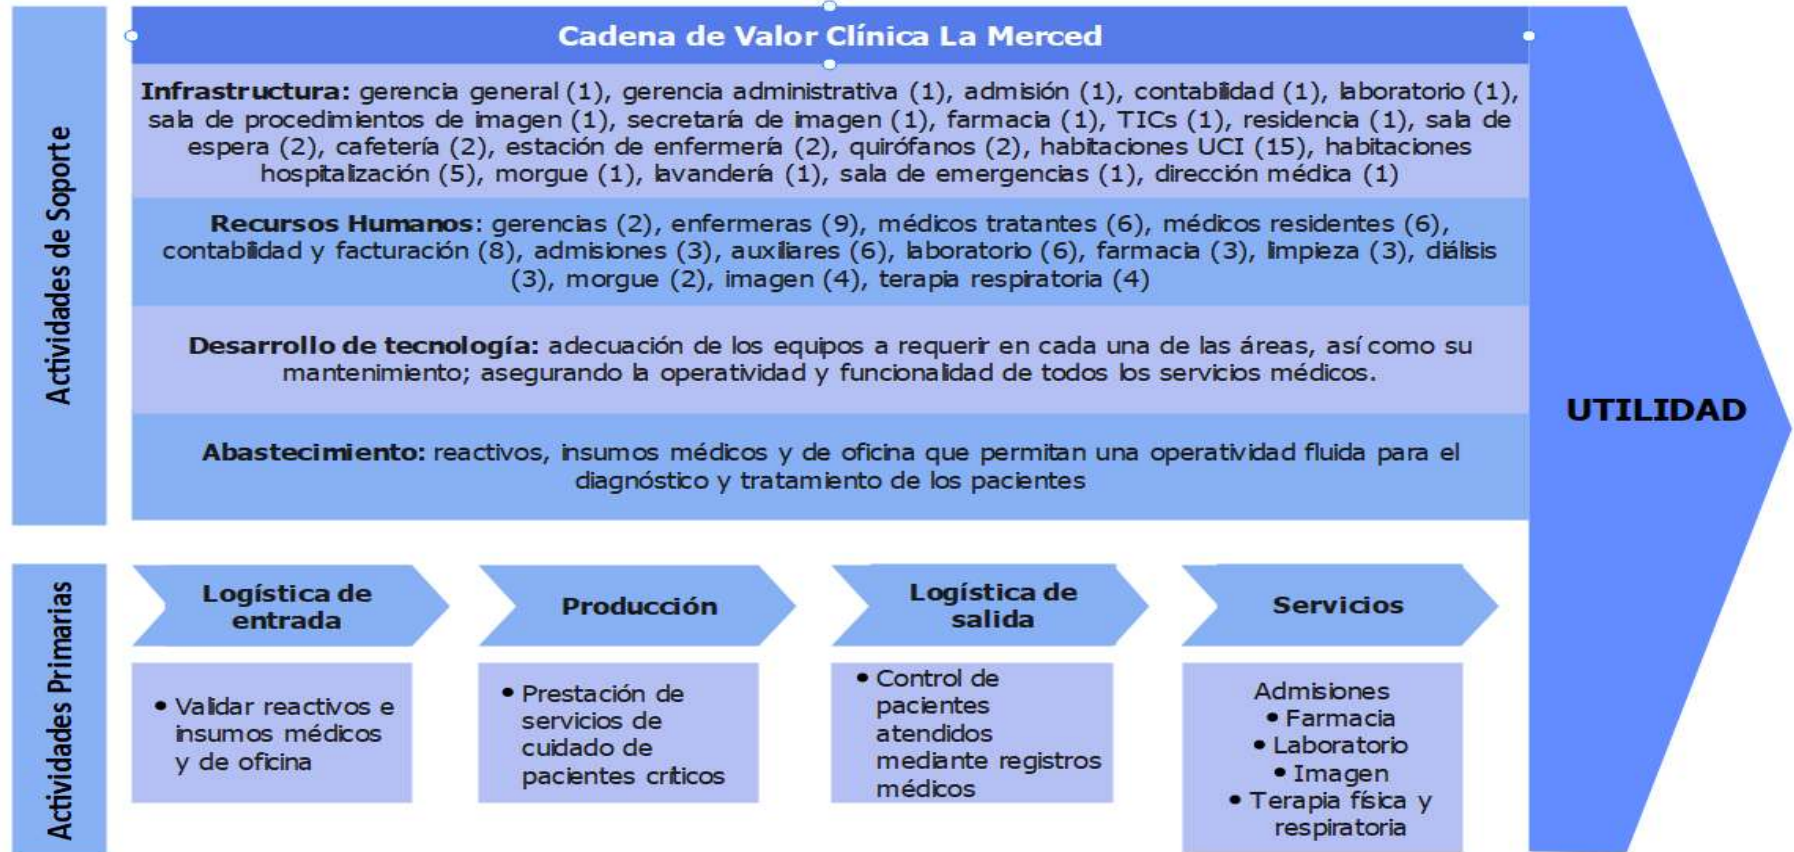 Cadena de Valor Clínica La Merced
Actividades de Soporte
Infrastructura: gerencia general (1), gerencia administrativa (1), admisión (1), contabilidad (1), laboratorio (1),
sala de procedimientos de imagen (1), secretaría de imagen (1), farmacia (1), TICs (1), residencia (1), sala de
espera (2), cafetería (2), estación de enfermería (2), quirófanos (2), habitaciones UCI (15), habitaciones
hospitalización (5), morgue (1), lavandería (1), sala de emergencias (1), dirección médica (1)
Recursos Humanos: gerencias (2), enfermeras (9), médicos tratantes (6), médicos residentes (6),
contabilidad y facturación (8), admisiones (3), auxiliares (6), laboratorio (6), farmacia (3), limpieza (3), diálisis
(3), morgue (2), imagen (4), terapia respiratoria (4)
Desarrollo de tecnología: adecuación de los equipos a requerir en cada una de las áreas, así como su
mantenimiento; asegurando la operatividad y funcionalidad de todos los servicios médicos.
Abastecimiento: reactivos, insumos médicos y de oficina que permitan una operatividad fluida para el
diagnóstico y tratamiento de los pacientes
UTILIDAD
Actividades Primarias
Logística de
entrada
• Validar reactivos e
insumos médicos
y de oficina
Producción
• Prestación de
servicios de
cuidado de
pacientes críticos
Logística de
salida
• Control de
pacientes
atendidos
mediante registros
médicos
Servicios
Admisiones
• Farmacia
• Laboratorio
• Imagen
• Terapia física y
respiratoria